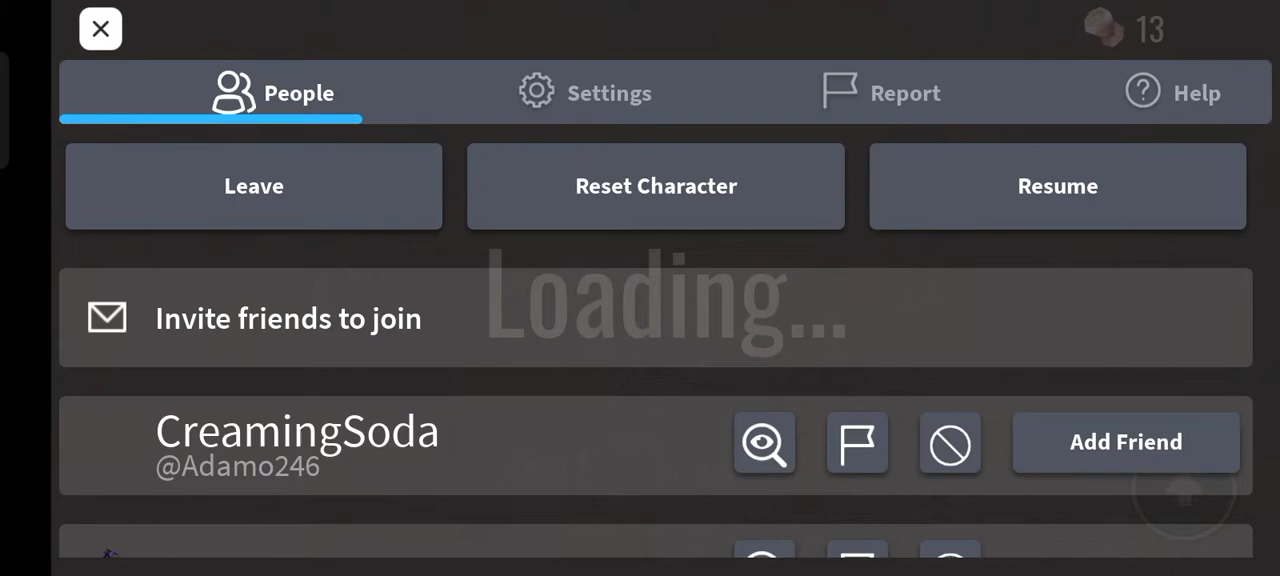 13
People
Settings
Report
Help
Leave
Reset Character
Resume
Loading...
Invite friends to join
CreamingSoda
@Adamo246
Add Friend